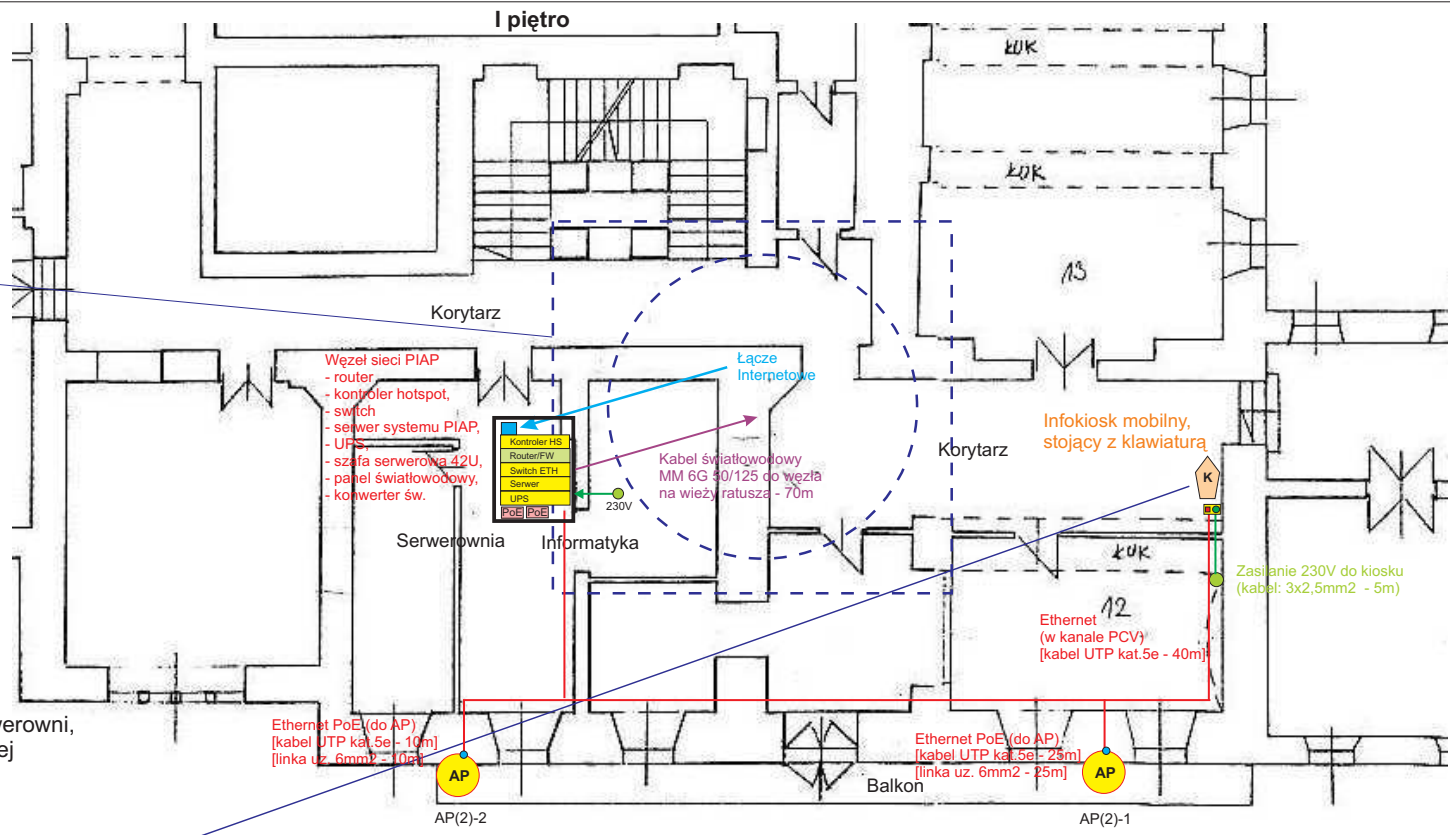 I piętro
ŁUK
ŁUK
13
Korytarz
Węzeł sieci PIAP
- router
- kontroler hotspot,
- switch
- serwer systemu PIAP,
- UPS,
- szafa serwerowa 42U,
- panel światłowodowy,
- konwerter św.
Łącze
Internetowe
Kontroler HS
Router/FW
Switch ETH
Serwer
UPS
PoE PoE
230V
Kabel światłowodowy
MM 6G 50/125 do węzła
na wieży ratusza - 70m
Infokiosk mobilny,
stojący z klawiaturą
Korytarz
K
Serwerownia
Informatyka
ŁUK
Zasilanie 230V do kiosku
(kabel: 3x2,5mm2 - 5m)
12
Ethernet
(w kanale PCV)
[kabel UTP kat.5e - 40m]
werowni,
ej
Ethernet PoE (do AP)
[kabel UTP kat.5e - 10m]
[linka uz. 6mm2 - 10m]
AP
AP(2)-2
Ethernet PoE (do AP)
[kabel UTP kat.5e - 25m]
[linka uz. 6mm2 - 25m]
AP
Balkon
AP(2)-1